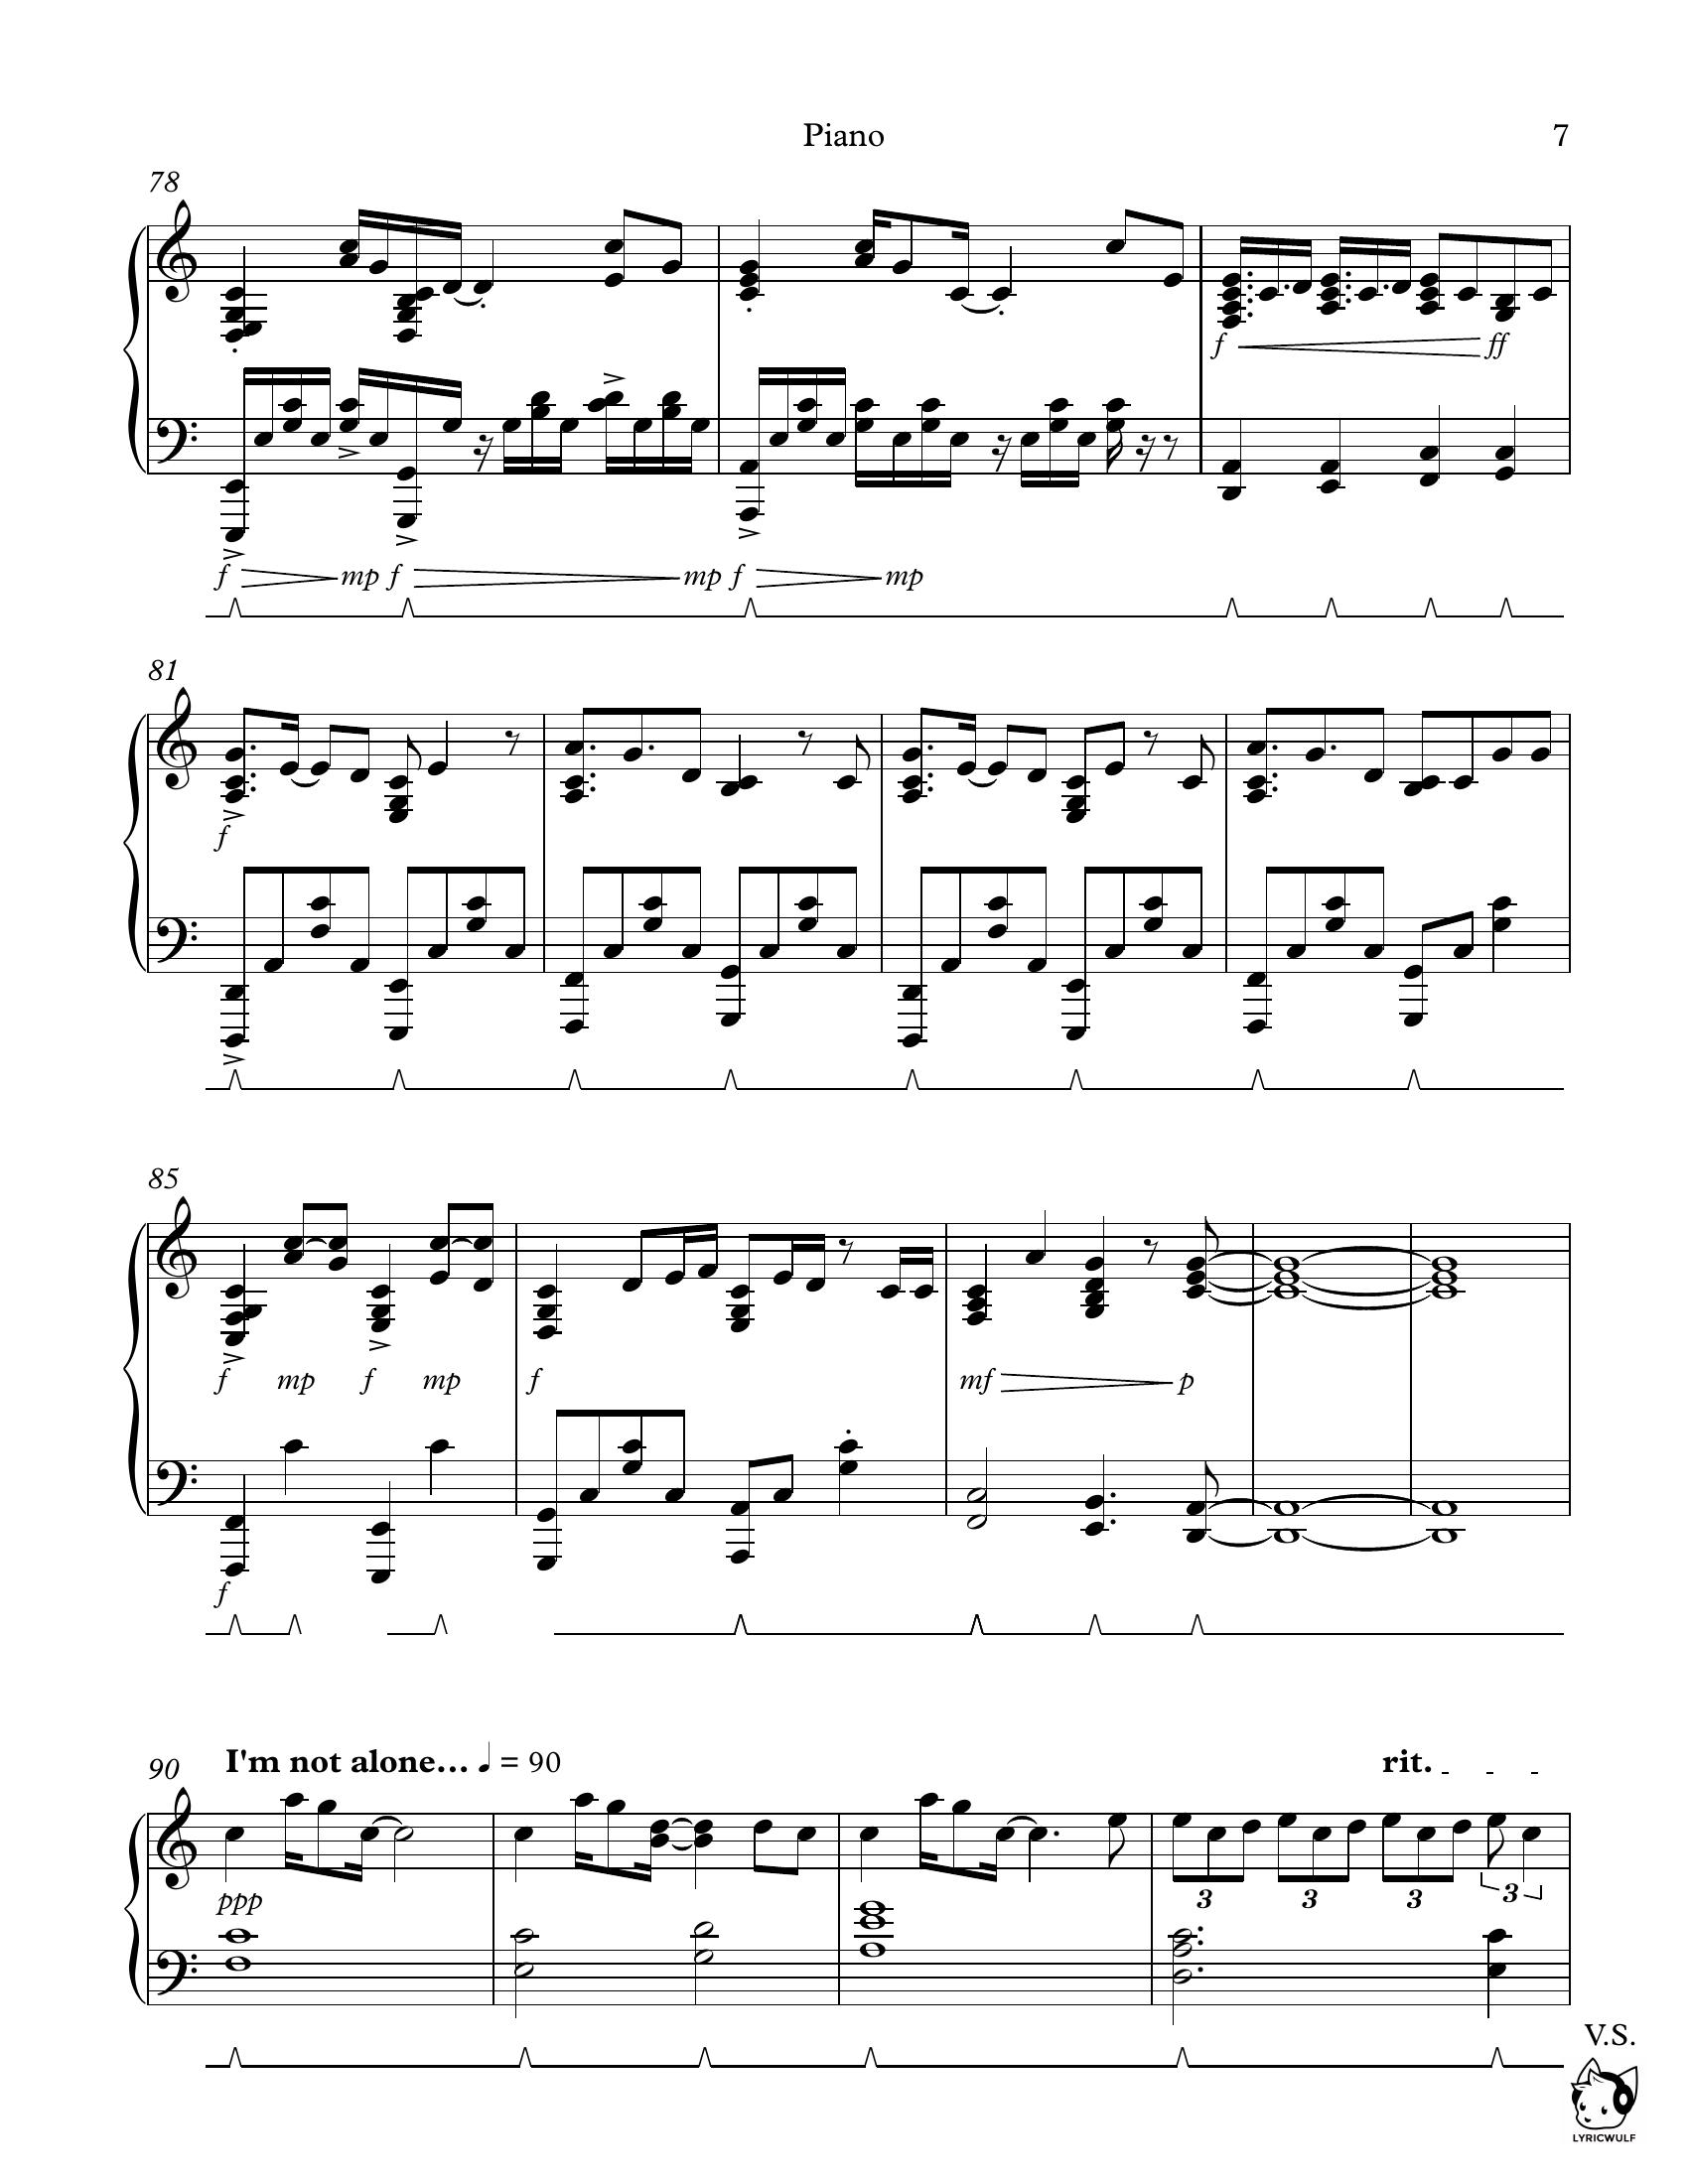 Piano 7
78
f ff
f mp f mp f mp
81
f
85
f mp f mp f mf p
f
90 I'm not alone... ♩ = 90 rit.
ppp 3 3 3 3
V.S.
LYRICWULF